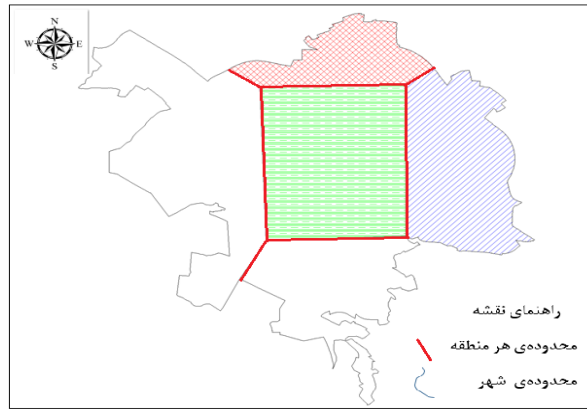 N
W E
S
راهنمای نقشه
محدوده‌ی هر منطقه
محدوده‌ی شهر